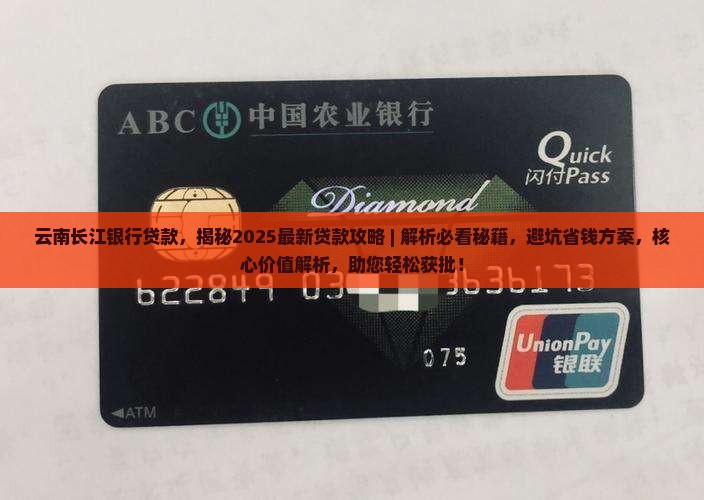 ABC 中国农业银行
Quick
闪付Pass
Diamond
云南长江银行贷款，揭秘2025最新贷款攻略 | 解析必看秘籍，避坑省钱方案，核
心价值解析，助您轻松获批！
075
UnionPay
银联
◀ATM